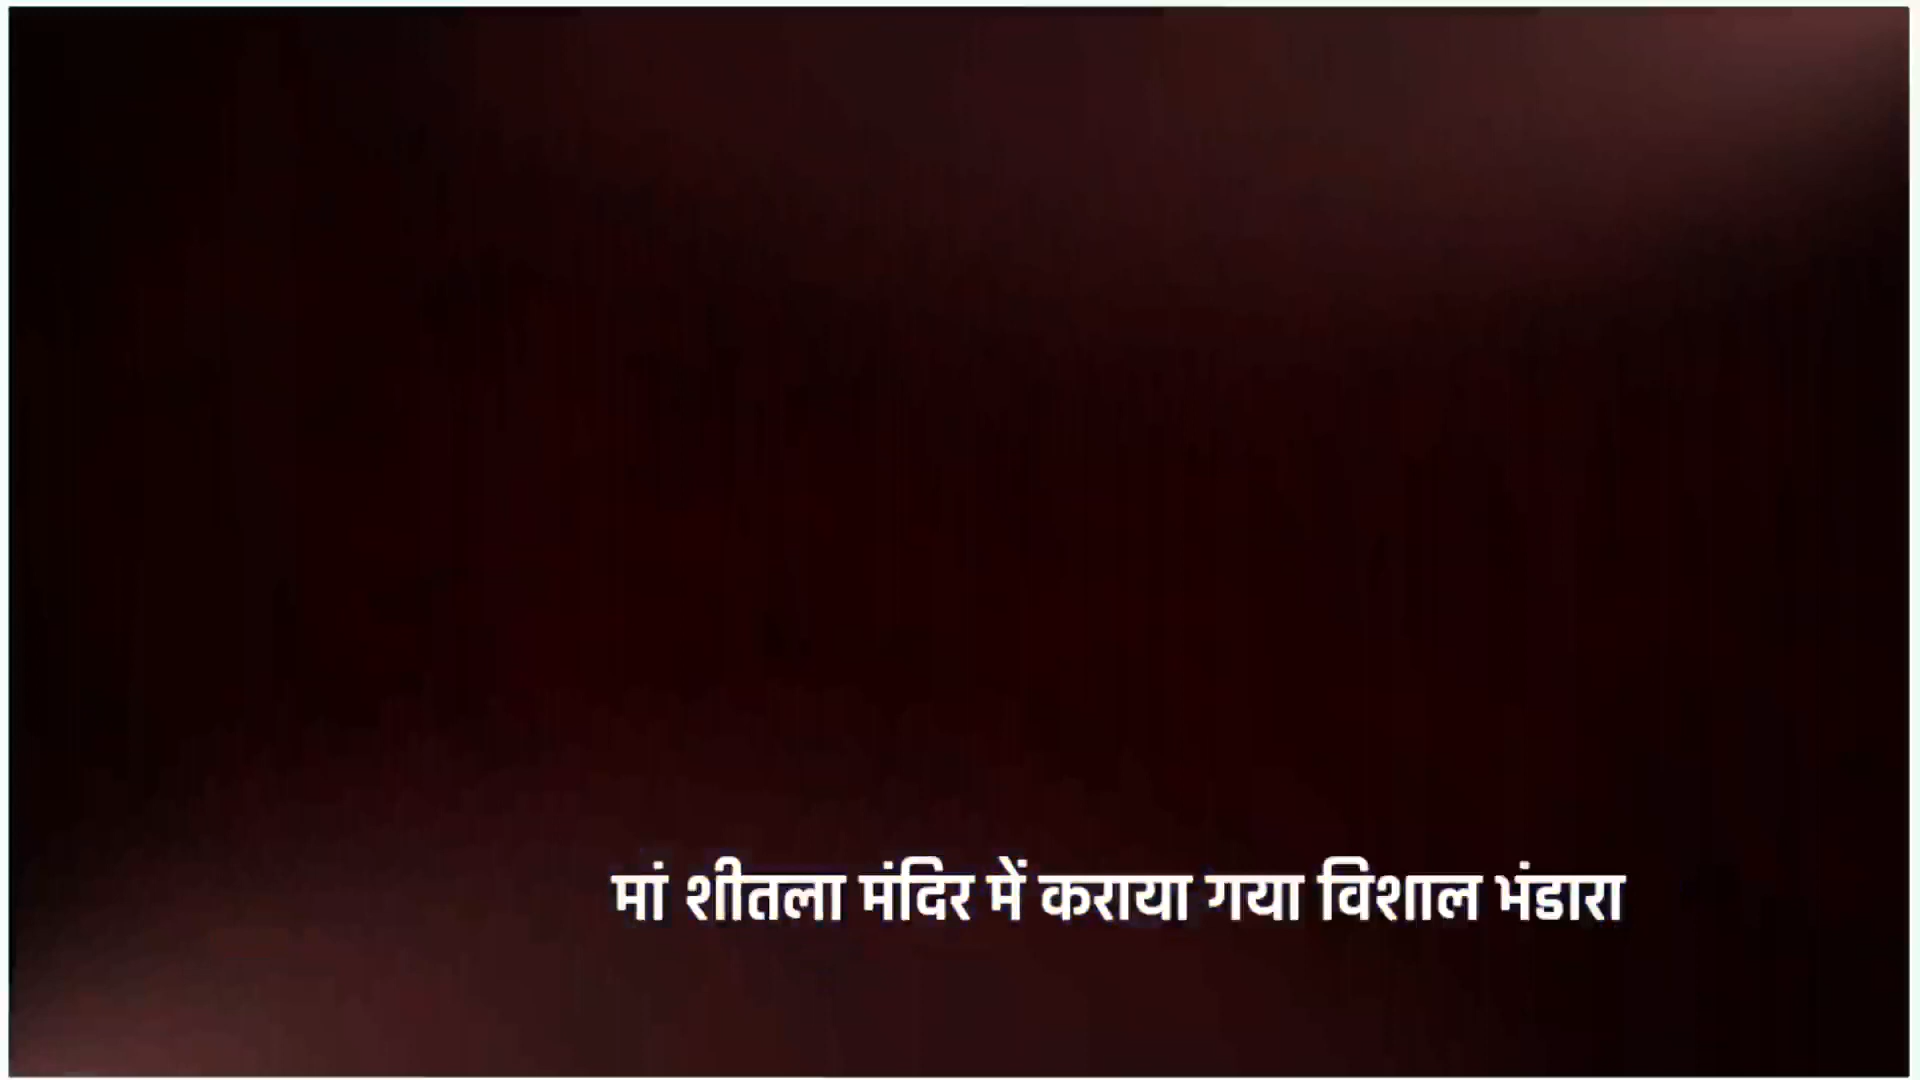 मां शीतला मंदिर में कराया गया विशाल भंडारा